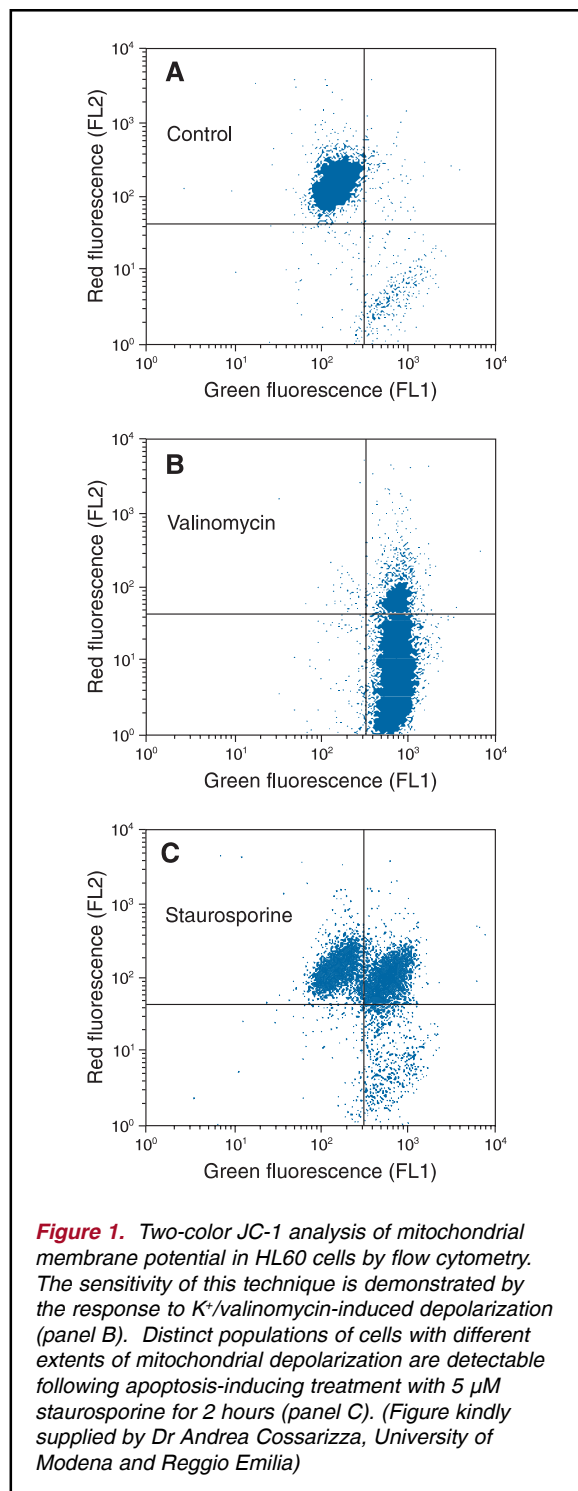 A
Control
Red fluorescence (FL2)
10⁴
10³
10²
10¹
10⁰
10⁰ 10¹ 10² 10³ 10⁴
Green fluorescence (FL1)
B
Valinomycin
Red fluorescence (FL2)
10⁴
10³
10²
10¹
10⁰
10⁰ 10¹ 10² 10³ 10⁴
Green fluorescence (FL1)
C
Staurosporine
Red fluorescence (FL2)
10⁴
10³
10²
10¹
10⁰
10⁰ 10¹ 10² 10³ 10⁴
Green fluorescence (FL1)
Figure 1. Two-color JC-1 analysis of mitochondrial
membrane potential in HL60 cells by flow cytometry.
The sensitivity of this technique is demonstrated by
the response to K⁺/valinomycin-induced depolarization
(panel B). Distinct populations of cells with different
extents of mitochondrial depolarization are detectable
following apoptosis-inducing treatment with 5 µM
staurosporine for 2 hours (panel C). (Figure kindly
supplied by Dr Andrea Cossarizza, University of
Modena and Reggio Emilia)